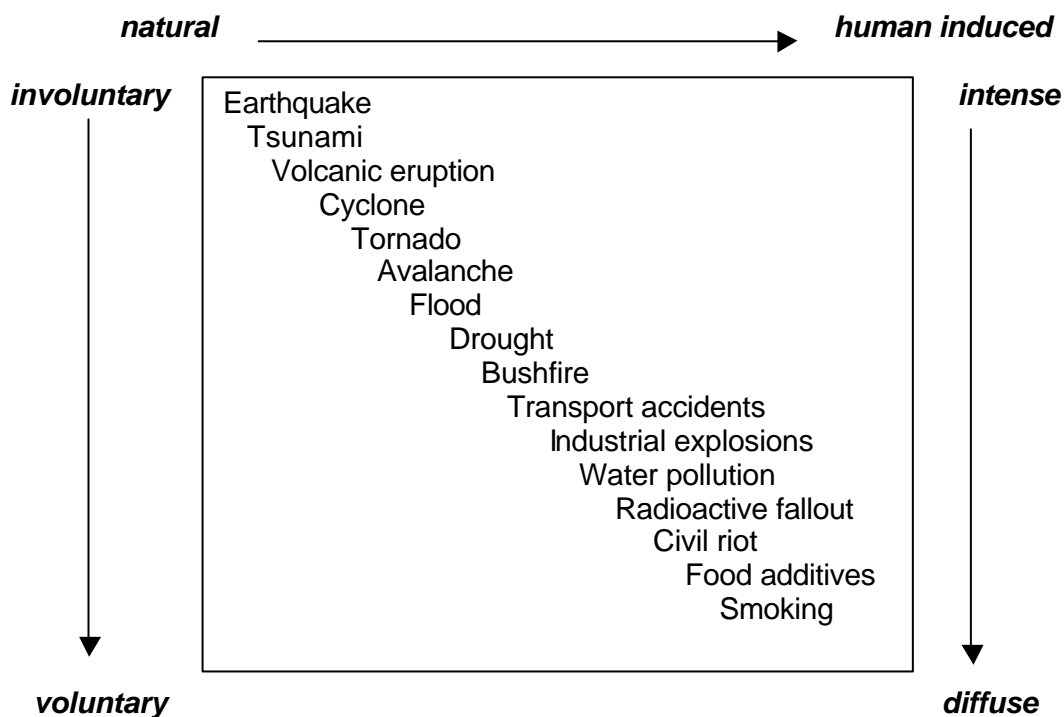 natural human induced
involuntary intense
Earthquake
Tsunami
Volcanic eruption
Cyclone
Tornado
Avalanche
Flood
Drought
Bushfire
Transport accidents
Industrial explosions
Water pollution
Radioactive fallout
Civil riot
Food additives
Smoking
voluntary diffuse